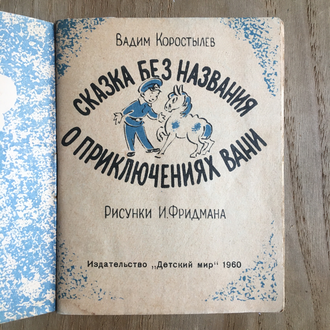 Вадим Коростылев
СКАЗКА БЕЗ НАЗВАНИЯ
О ПРИКЛЮЧЕНИЯХ ВАНИ
Рисунки И. Фридмана
Издательство „Детский мир" 1960